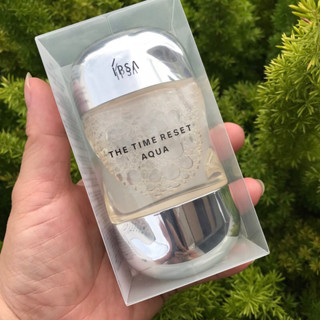 IPSA
THE TIME RESET
AQUA